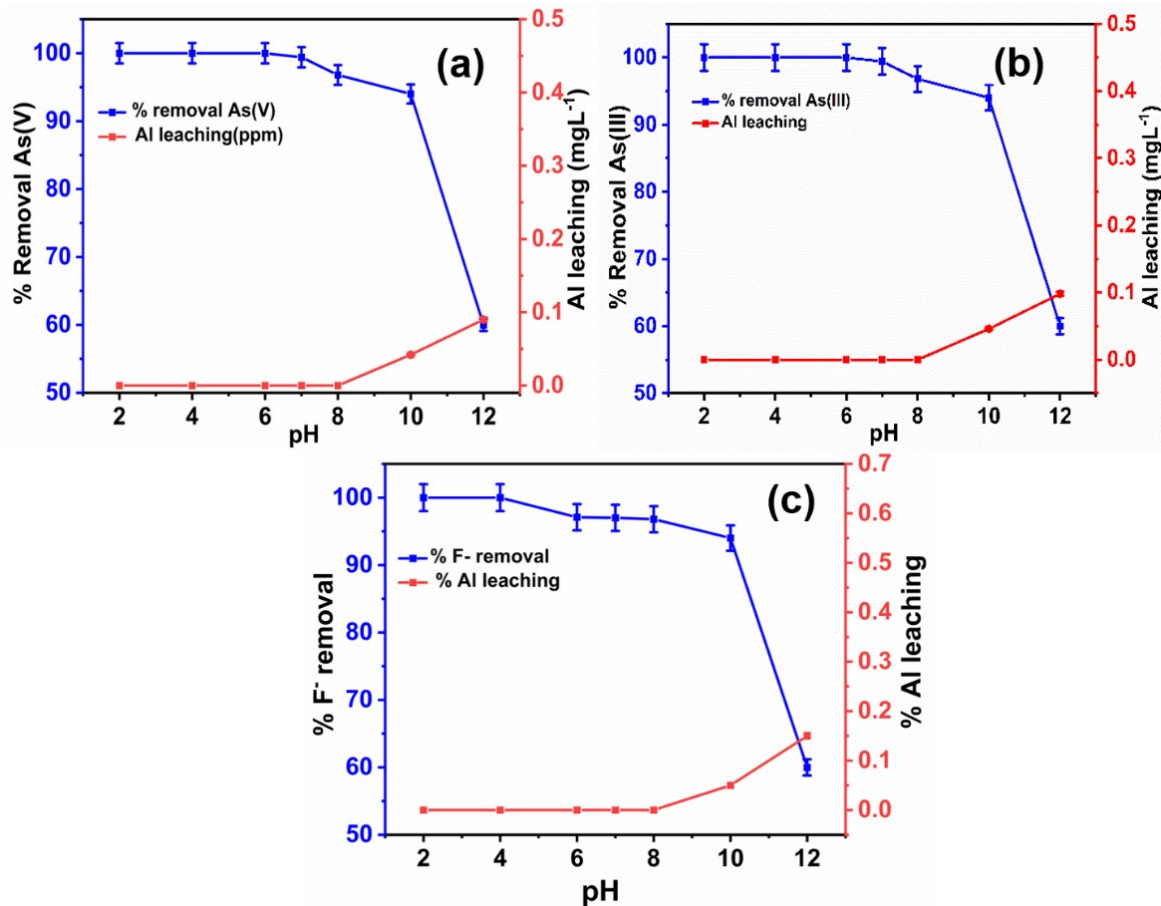 (a)
% removal As(V)
Al leaching(ppm)
% Removal As(V)
100
90
80
70
60
50
2 4 6 8 10 12
pH
0.5
0.4
0.3
0.2
0.1
0.0
Al leaching (mgL⁻¹)
(b)
% removal As(III)
Al leaching
% Removal As(III)
100
90
80
70
60
50
2 4 6 8 10 12
pH
0.5
0.4
0.3
0.2
0.1
0.0
Al leaching (mgL⁻¹)
(c)
% F- removal
% Al leaching
% F⁻ removal
100
90
80
70
60
50
2 4 6 8 10 12
pH
0.7
0.6
0.5
0.4
0.3
0.2
0.1
0.0
% Al leaching